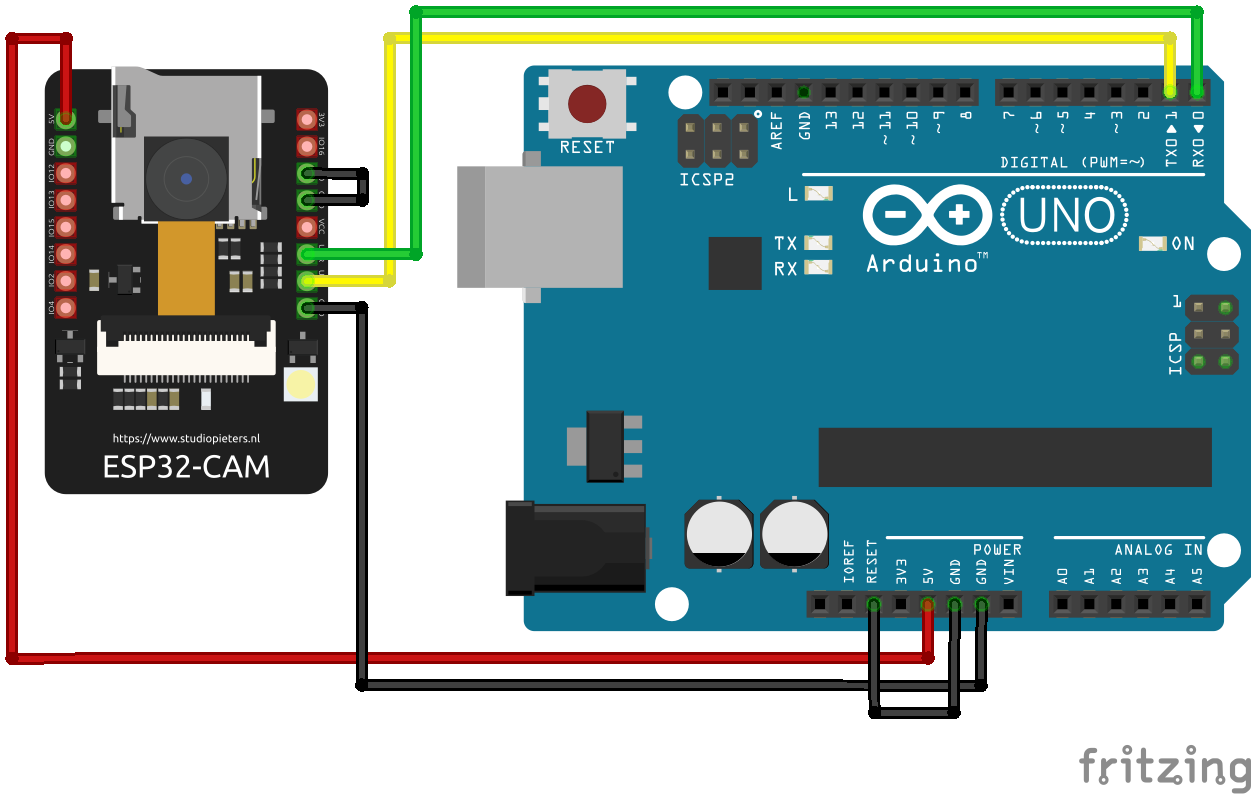 5V
GND
IO12
IO13
IO15
IO14
IO2
IO4
3V3
IO16
VCC
https://www.studiopieters.nl
ESP32-CAM
RESET
ICSP2
AREF
GND
13
12
~11
~10
~9
8
7
~6
~5
4
~3
2
TX0▶1
RX0◀0
DIGITAL (PWM=~)
L
TX
RX
UNO
Arduino™
ON
1
ICSP
POWER
ANALOG IN
IOREF
RESET
3V3
5V
GND
GND
VIN
A0
A1
A2
A3
A4
A5
fritzing